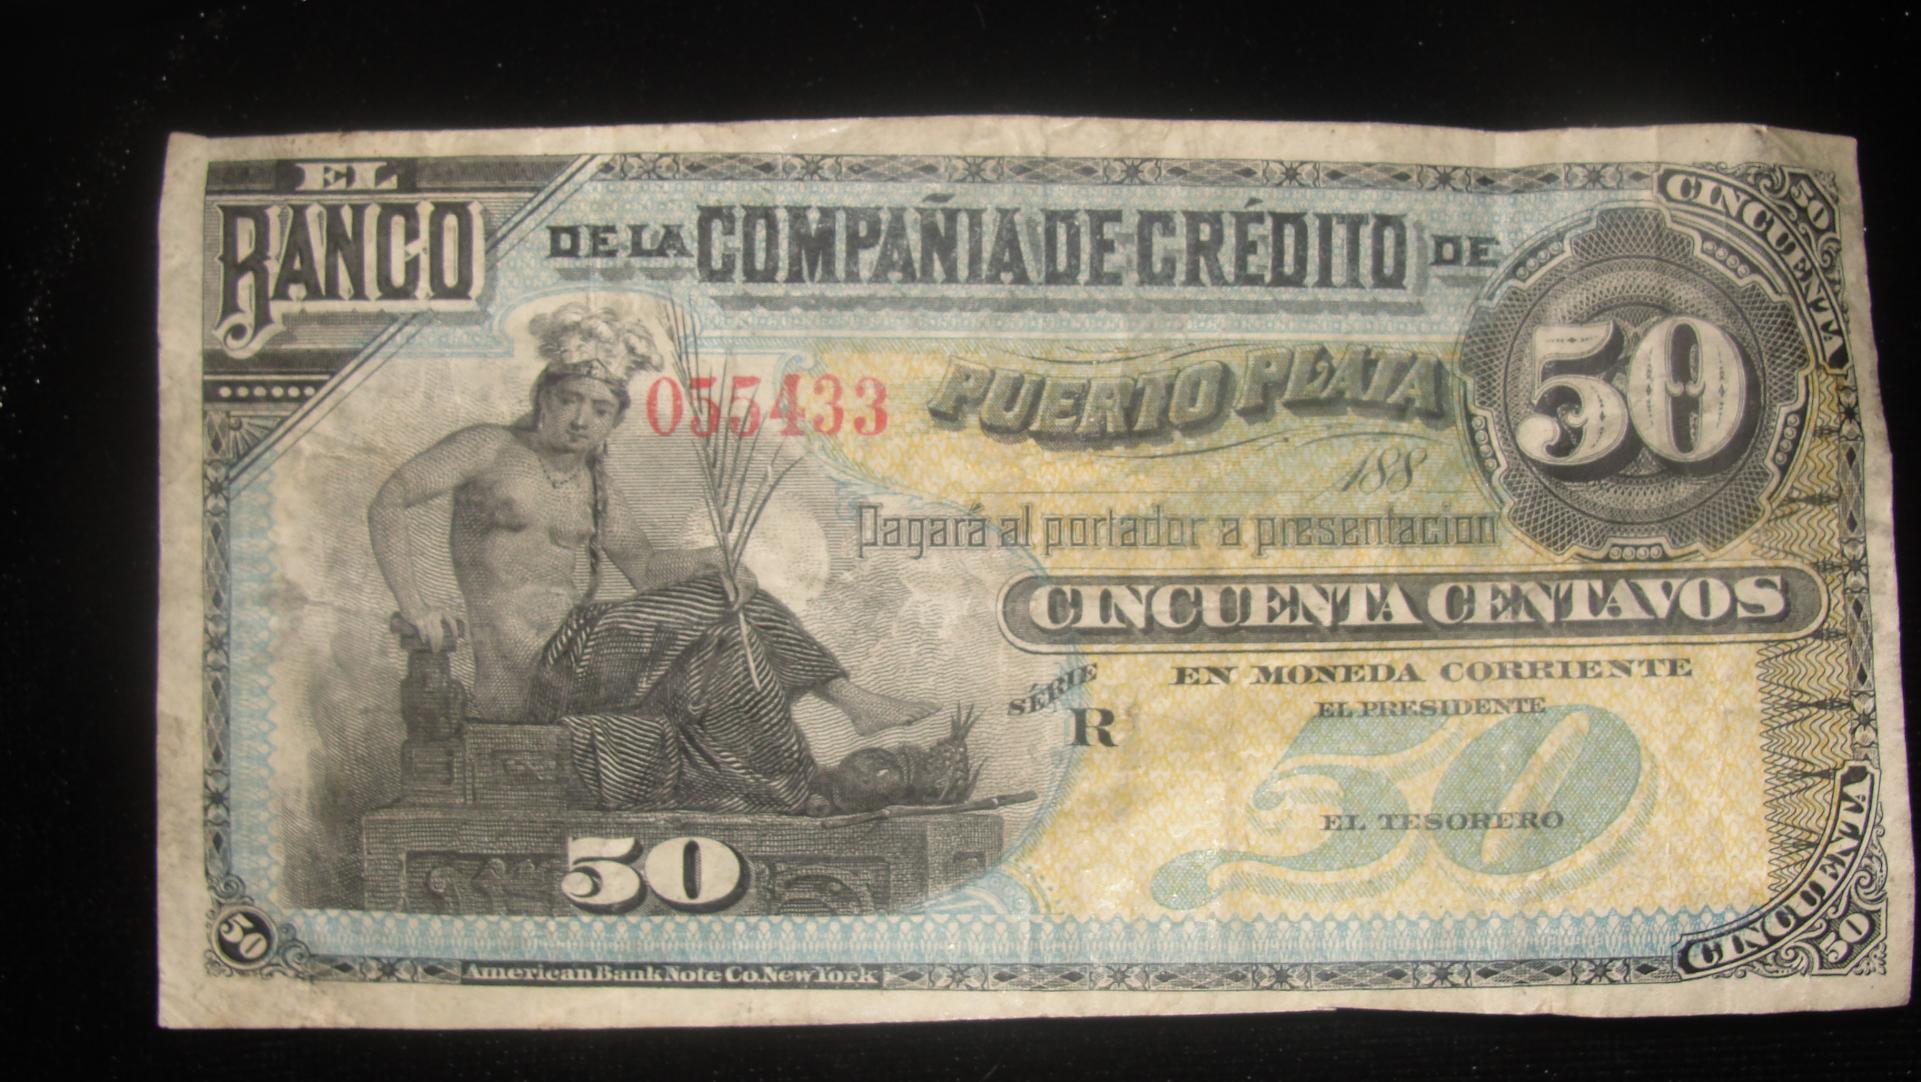 EL
BANCO
DE LA COMPAÑIA DE CRÉDITO DE
CINCUENTA
50
50
055433
PUERTO PLATA
188
Pagará al portador a presentacion
CINCUENTA CENTAVOS
SÉRIE
R
EN MONEDA CORRIENTE
EL PRESIDENTE
50
EL TESORERO
50
50
CINCUENTA
50
American Bank Note Co. New York